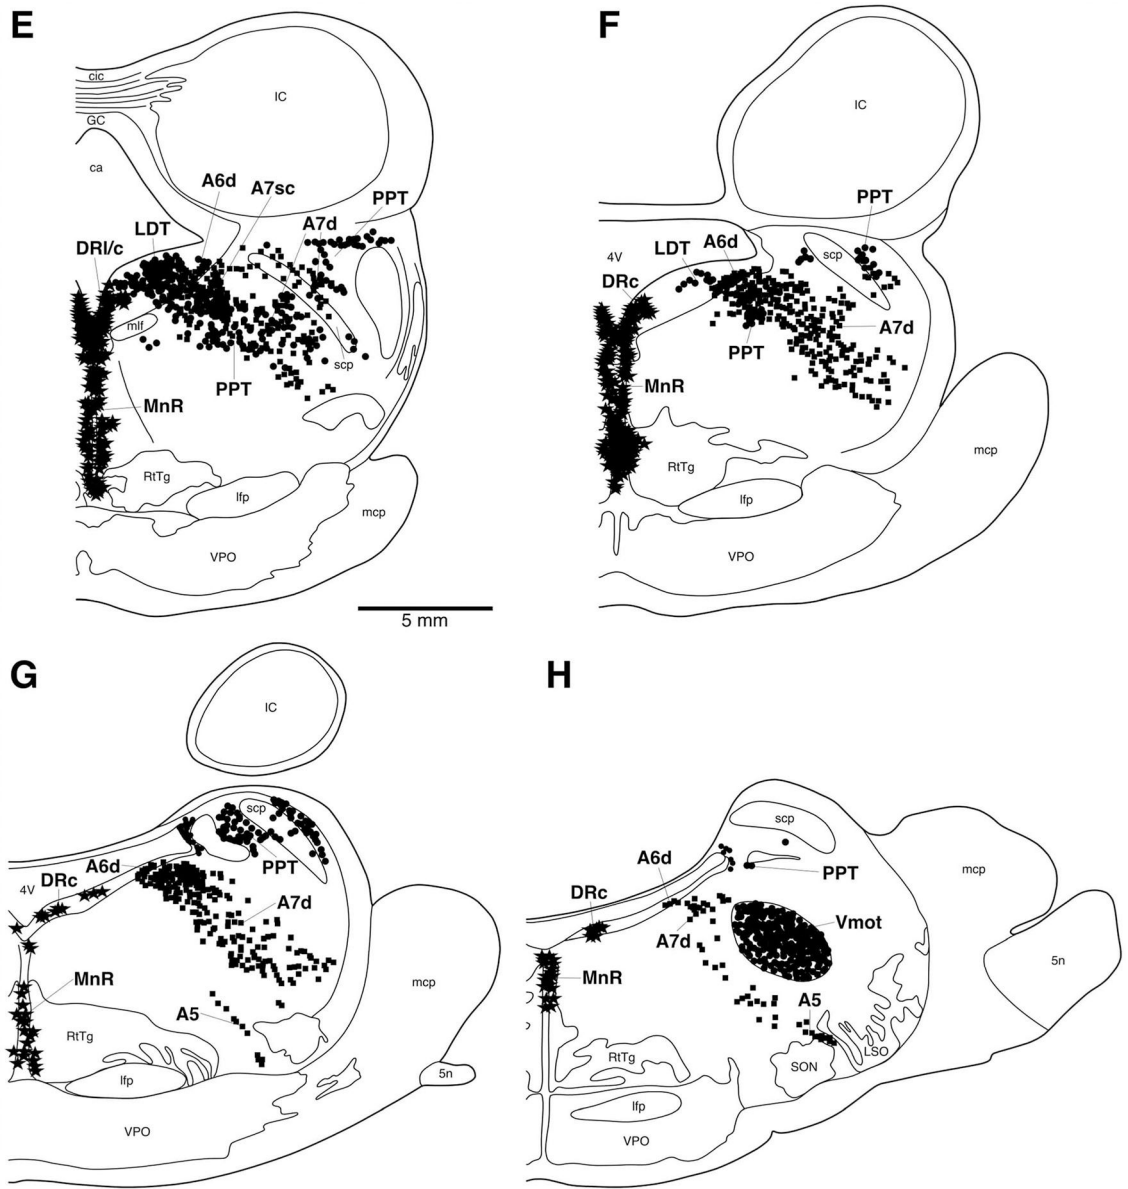 E
cic
IC
GC
ca
A6d
A7sc
PPT
LDT
A7d
DRI/c
mlf
scp
PPT
MnR
RtTg
lfp
mcp
VPO
5 mm
F
IC
PPT
4V
LDT
A6d
scp
DRc
A7d
PPT
MnR
RtTg
mcp
lfp
VPO
G
IC
scp
A6d
PPT
4V
DRc
A7d
MnR
mcp
A5
RtTg
lfp
5n
VPO
H
scp
A6d
PPT
mcp
DRc
Vmot
A7d
5n
MnR
A5
RtTg
LSO
SON
lfp
VPO